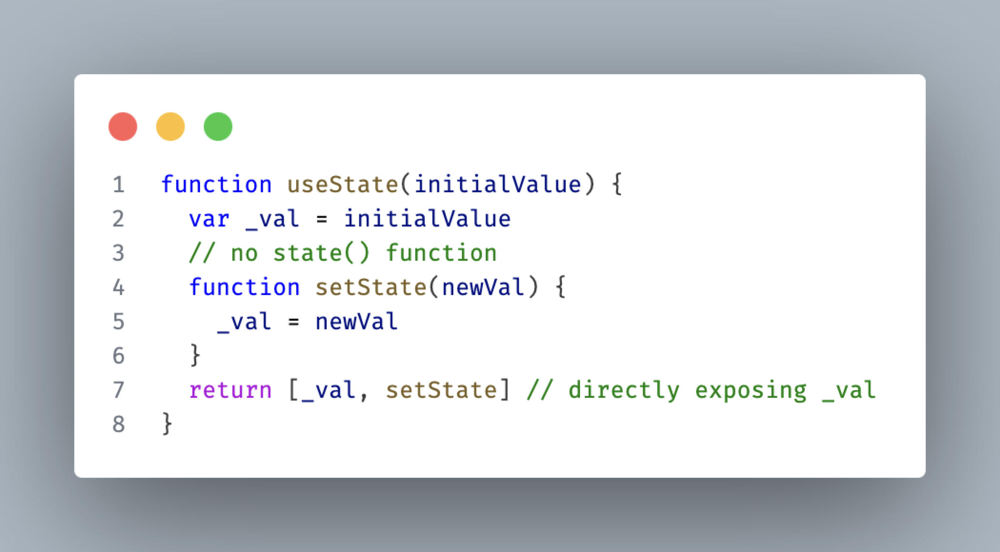 1 function useState(initialValue) {
2   var _val = initialValue
3   // no state() function
4   function setState(newVal) {
5     _val = newVal
6   }
7   return [_val, setState] // directly exposing _val
8 }